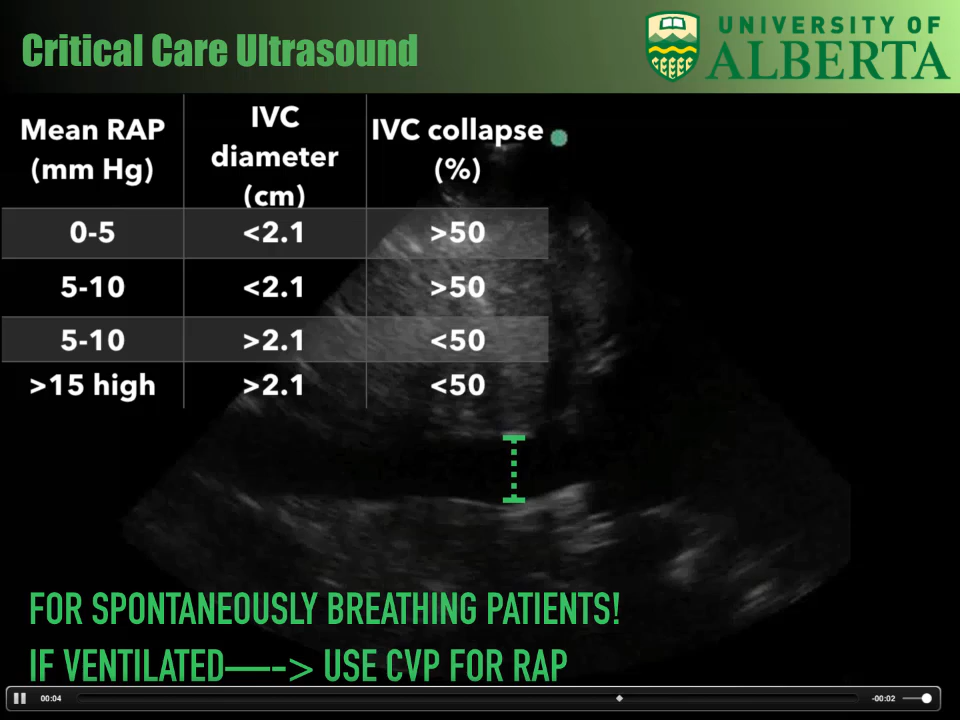 Critical Care Ultrasound
UNIVERSITY OF
ALBERTA
Mean RAP
(mm Hg)
IVC
diameter
(cm)
IVC collapse
(%)
0-5 <2.1 >50
5-10 <2.1 >50
5-10 >2.1 <50
>15 high >2.1 <50
FOR SPONTANEOUSLY BREATHING PATIENTS!
IF VENTILATED—--> USE CVP FOR RAP
00:04 -00:02